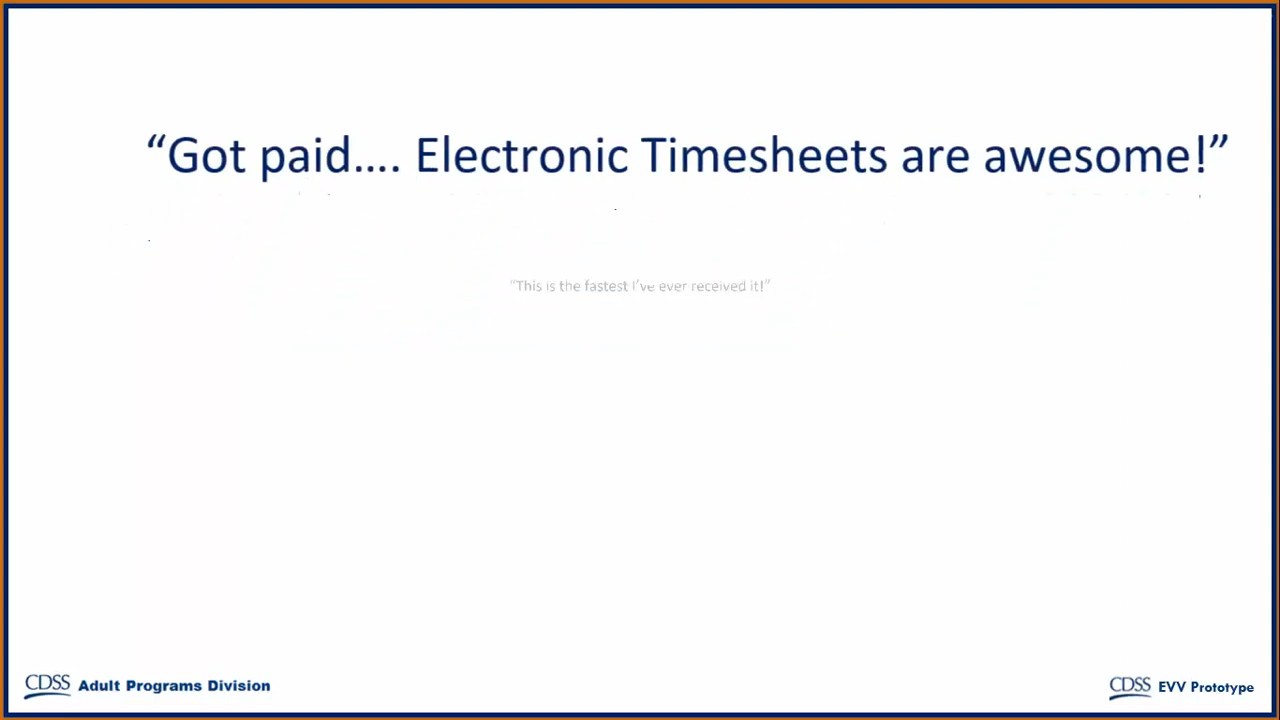 “Got paid.... Electronic Timesheets are awesome!”
“This is the fastest I’ve ever received it!”
CDSS Adult Programs Division
CDSS EVV Prototype